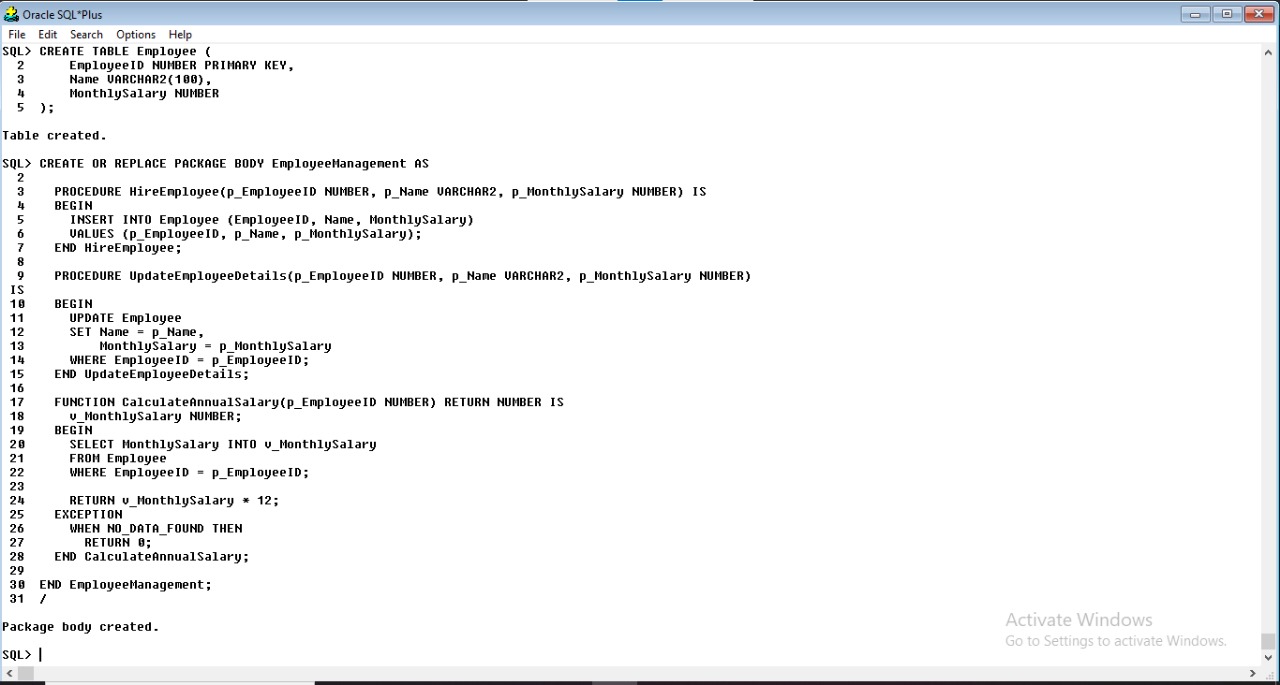 Oracle SQL*Plus
File Edit Search Options Help
SQL> CREATE TABLE Employee (
  2      EmployeeID NUMBER PRIMARY KEY,
  3      Name VARCHAR2(100),
  4      MonthlySalary NUMBER
  5  );
Table created.
SQL> CREATE OR REPLACE PACKAGE BODY EmployeeManagement AS
  2
  3    PROCEDURE HireEmployee(p_EmployeeID NUMBER, p_Name VARCHAR2, p_MonthlySalary NUMBER) IS
  4    BEGIN
  5      INSERT INTO Employee (EmployeeID, Name, MonthlySalary)
  6      VALUES (p_EmployeeID, p_Name, p_MonthlySalary);
  7    END HireEmployee;
  8
  9    PROCEDURE UpdateEmployeeDetails(p_EmployeeID NUMBER, p_Name VARCHAR2, p_MonthlySalary NUMBER)
 IS
 10    BEGIN
 11      UPDATE Employee
 12      SET Name = p_Name,
 13          MonthlySalary = p_MonthlySalary
 14      WHERE EmployeeID = p_EmployeeID;
 15    END UpdateEmployeeDetails;
 16
 17    FUNCTION CalculateAnnualSalary(p_EmployeeID NUMBER) RETURN NUMBER IS
 18      v_MonthlySalary NUMBER;
 19    BEGIN
 20      SELECT MonthlySalary INTO v_MonthlySalary
 21      FROM Employee
 22      WHERE EmployeeID = p_EmployeeID;
 23
 24      RETURN v_MonthlySalary * 12;
 25    EXCEPTION
 26      WHEN NO_DATA_FOUND THEN
 27        RETURN 0;
 28    END CalculateAnnualSalary;
 29
 30  END EmployeeManagement;
 31  /
Package body created.
SQL>
Activate Windows
Go to Settings to activate Windows.